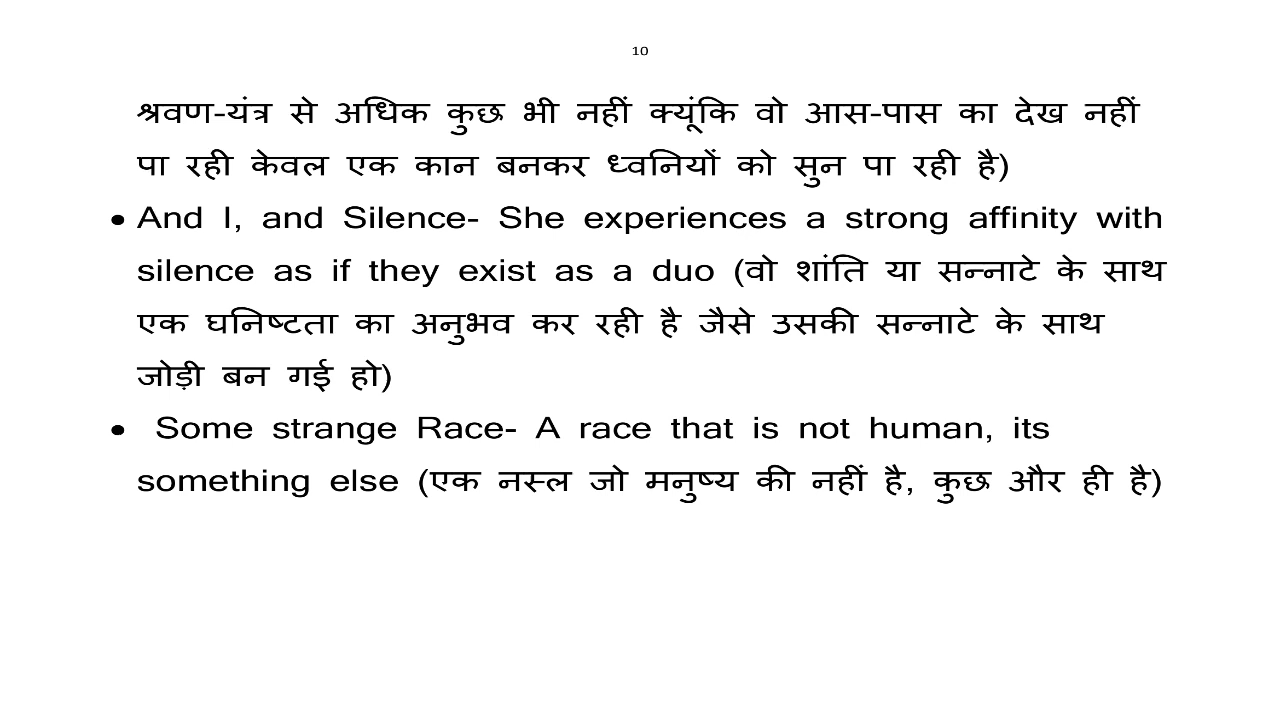 10
श्रवण-यंत्र से अधिक कुछ भी नहीं क्यूंकि वो आस-पास का देख नहीं
पा रही केवल एक कान बनकर ध्वनियों को सुन पा रही है)
• And I, and Silence- She experiences a strong affinity with
silence as if they exist as a duo (वो शांति या सन्नाटे के साथ
एक घनिष्टता का अनुभव कर रही है जैसे उसकी सन्नाटे के साथ
जोड़ी बन गई हो)
• Some strange Race- A race that is not human, its
something else (एक नस्ल जो मनुष्य की नहीं है, कुछ और ही है)